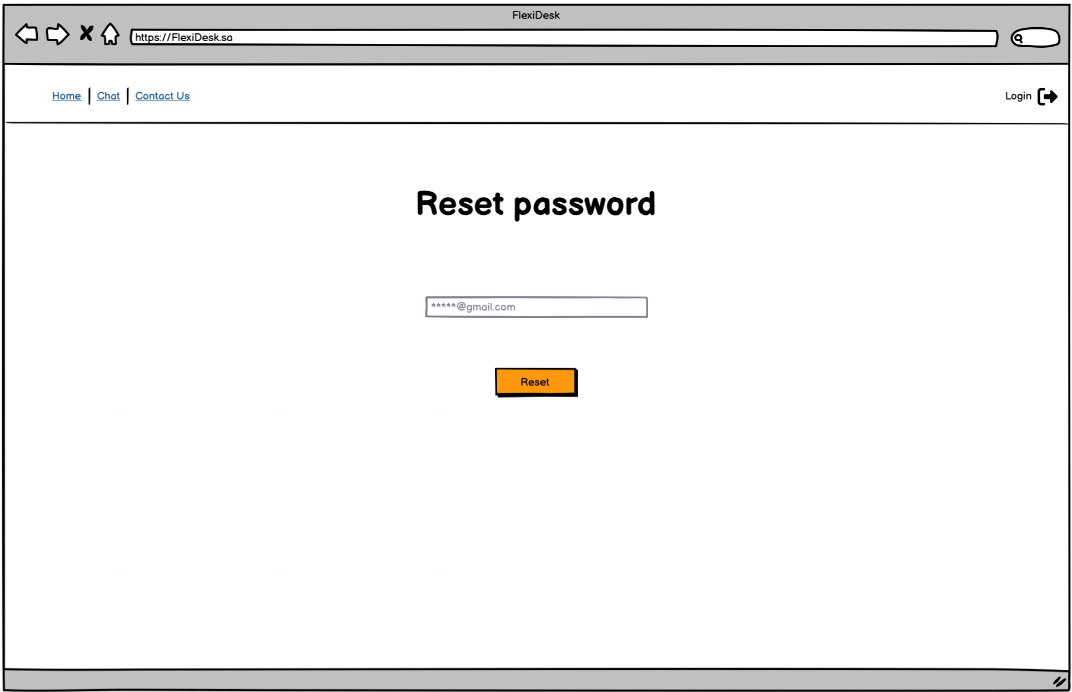 FlexiDesk
https://FlexiDesk.sa
Home Chat Contact Us
Login
Reset password
*****@gmail.com
Reset